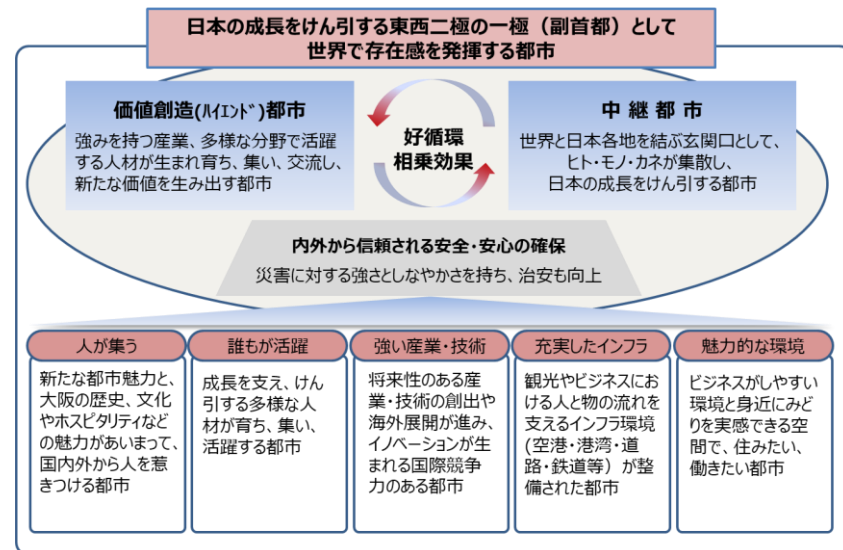 日本の成長をけん引する東西二極の一極（副首都）として
世界で存在感を発揮する都市
価値創造(ﾊｲｴﾝﾄﾞ)都市
強みを持つ産業、多様な分野で活躍
する人材が生まれ育ち、集い、交流し、
新たな価値を生み出す都市
好循環
相乗効果
中 継 都 市
世界と日本各地を結ぶ玄関口として、
ヒト・モノ・カネが集散し、
日本の成長をけん引する都市
内外から信頼される安全・安心の確保
災害に対する強さとしなやかさを持ち、治安も向上
人が集う
新たな都市魅力と、
大阪の歴史、文化
やホスピタリティなど
の魅力があいまって、
国内外から人を惹
きつける都市
誰もが活躍
成長を支え、けん
引する多様な人
材が育ち、集い、
活躍する都市
強い産業・技術
将来性のある産
業・技術の創出や
海外展開が進み、
イノベーションが生
まれる国際競争
力のある都市
充実したインフラ
観光やビジネスにおけ
る人と物の流れを
支えるインフラ環境
(空港・港湾・道
路・鉄道等）が整
備された都市
魅力的な環境
ビジネスがしやすい
環境と身近にみど
りを実感できる空
間で、住みたい、
働きたい都市